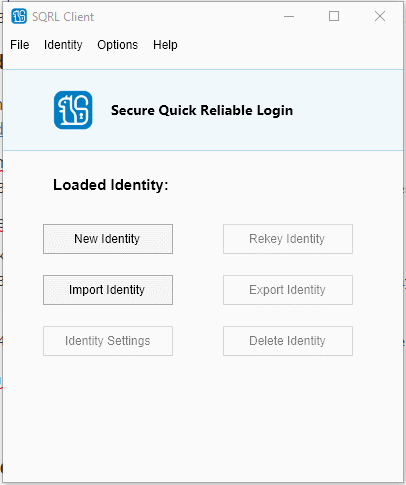 SQRL Client
File Identity Options Help
Secure Quick Reliable Login
Loaded Identity:
New Identity Rekey Identity
Import Identity Export Identity
Identity Settings Delete Identity